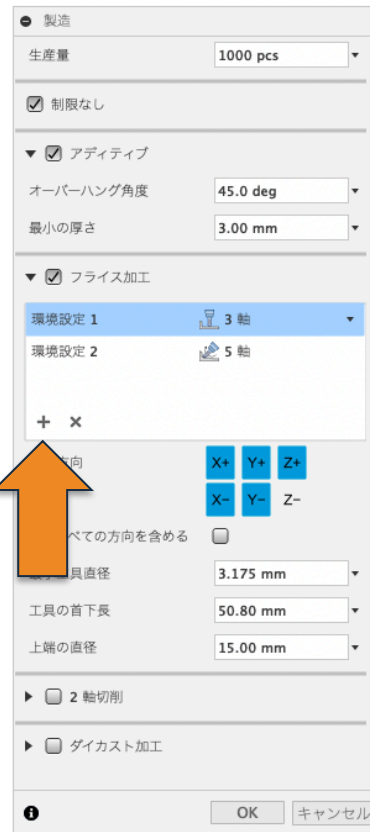 製造
生産量 1000 pcs
制限なし
アディティブ
オーバーハング角度 45.0 deg
最小の厚さ 3.00 mm
フライス加工
環境設定 1 3 軸
環境設定 2 5 軸
+ ×
方向 X+ Y+ Z+
X- Y- Z-
べての方向を含める
具直径 3.175 mm
工具の首下長 50.80 mm
上端の直径 15.00 mm
2 軸切削
ダイカスト加工
OK キャンセル